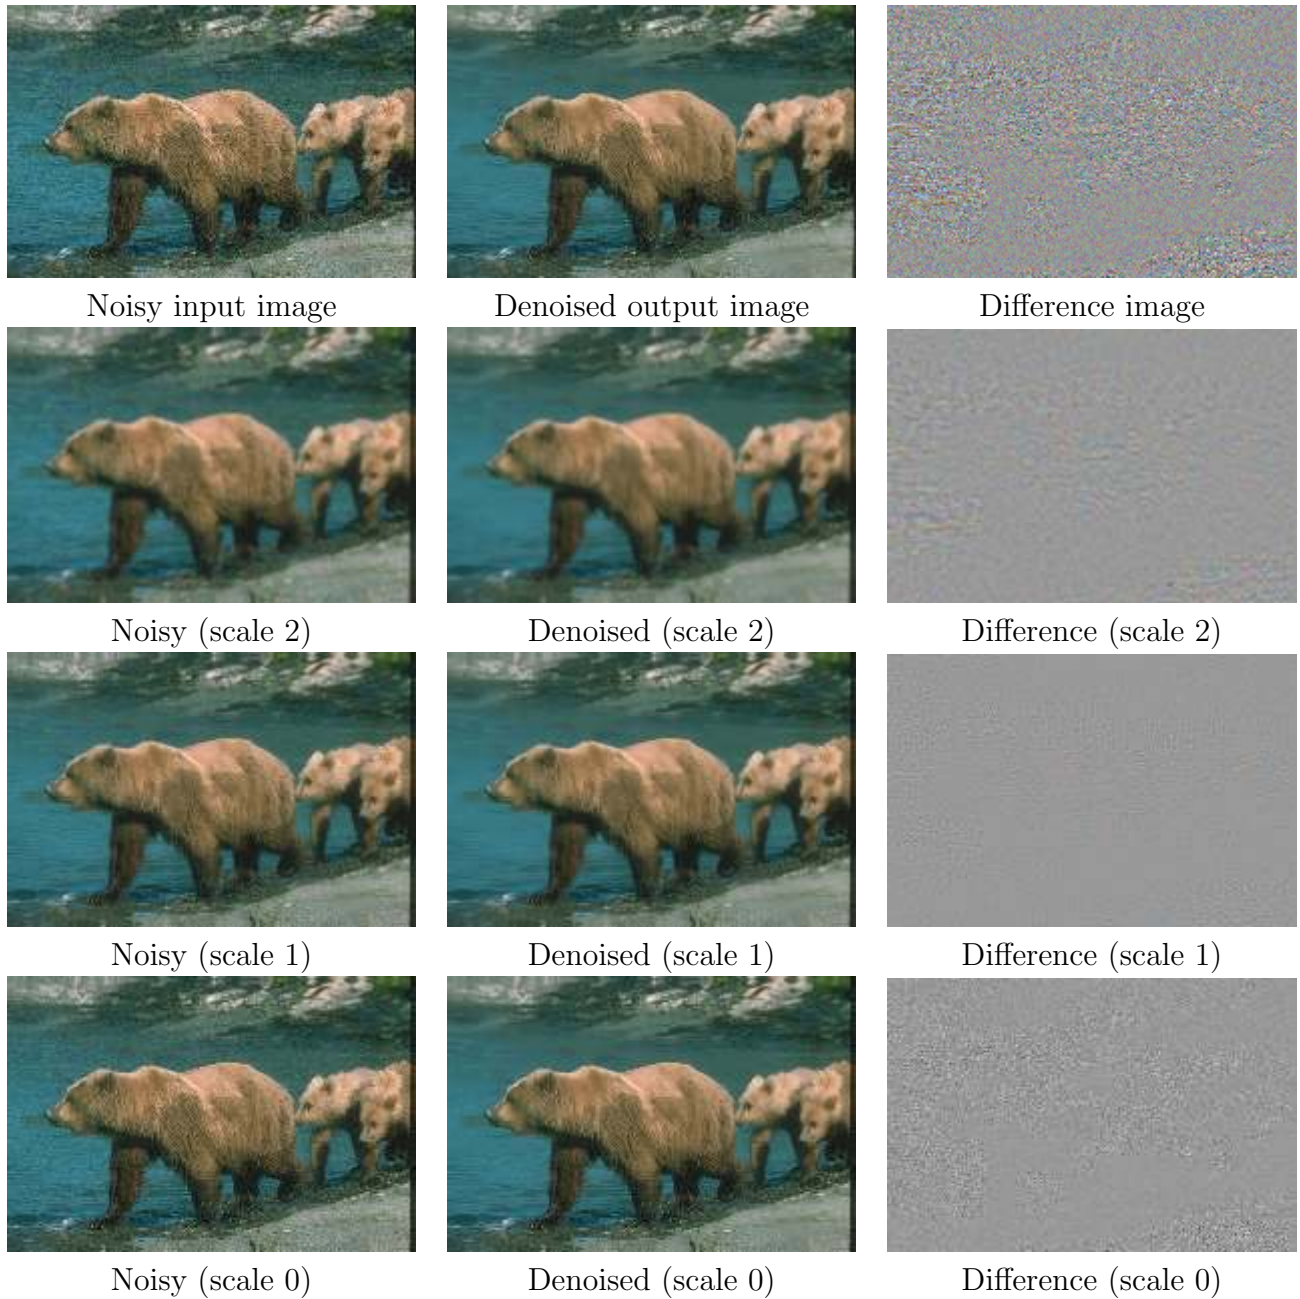 Noisy input image
Denoised output image
Difference image
Noisy (scale 2)
Denoised (scale 2)
Difference (scale 2)
Noisy (scale 1)
Denoised (scale 1)
Difference (scale 1)
Noisy (scale 0)
Denoised (scale 0)
Difference (scale 0)